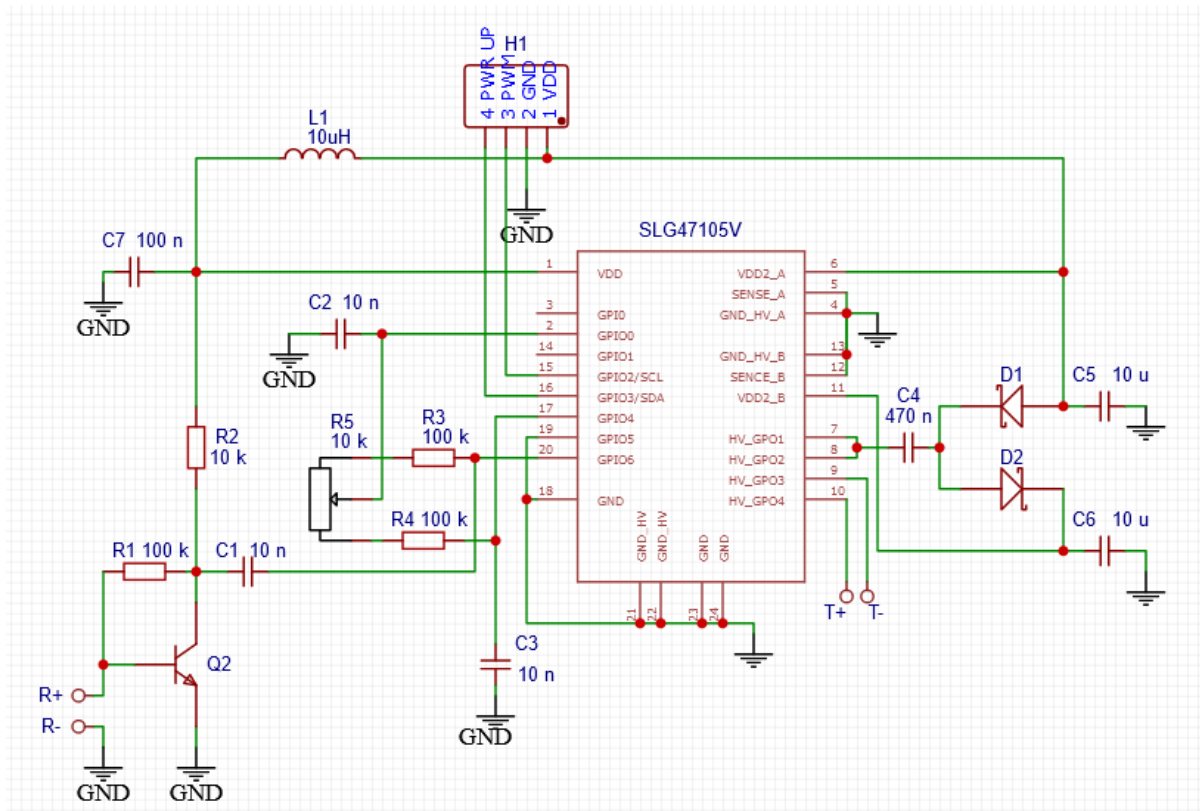 H1
4 PWR UP
3 PWM
2 GND
1 VDD
L1
10uH
GND
SLG47105V
C7 100 n
GND
1 VDD
3 GPI0
2 GPIO0
14 GPIO1
15 GPIO2/SCL
16 GPIO3/SDA
17 GPIO4
19 GPIO5
20 GPIO6
18 GND
VDD2_A 6
SENSE_A 5
GND_HV_A 4
GND_HV_B 13
SENCE_B 12
VDD2_B 11
HV_GPO1 7
HV_GPO2 8
HV_GPO3 9
HV_GPO4 10
GND_HV 21
GND_HV 22
GND 23
GND 24
C2 10 n
GND
R5
10 k
R3
100 k
R4 100 k
R2
10 k
R1 100 k
C1 10 n
Q2
R+
R-
GND
GND
C3
10 n
GND
T+
T-
C4
470 n
D1
D2
C5 10 u
C6 10 u